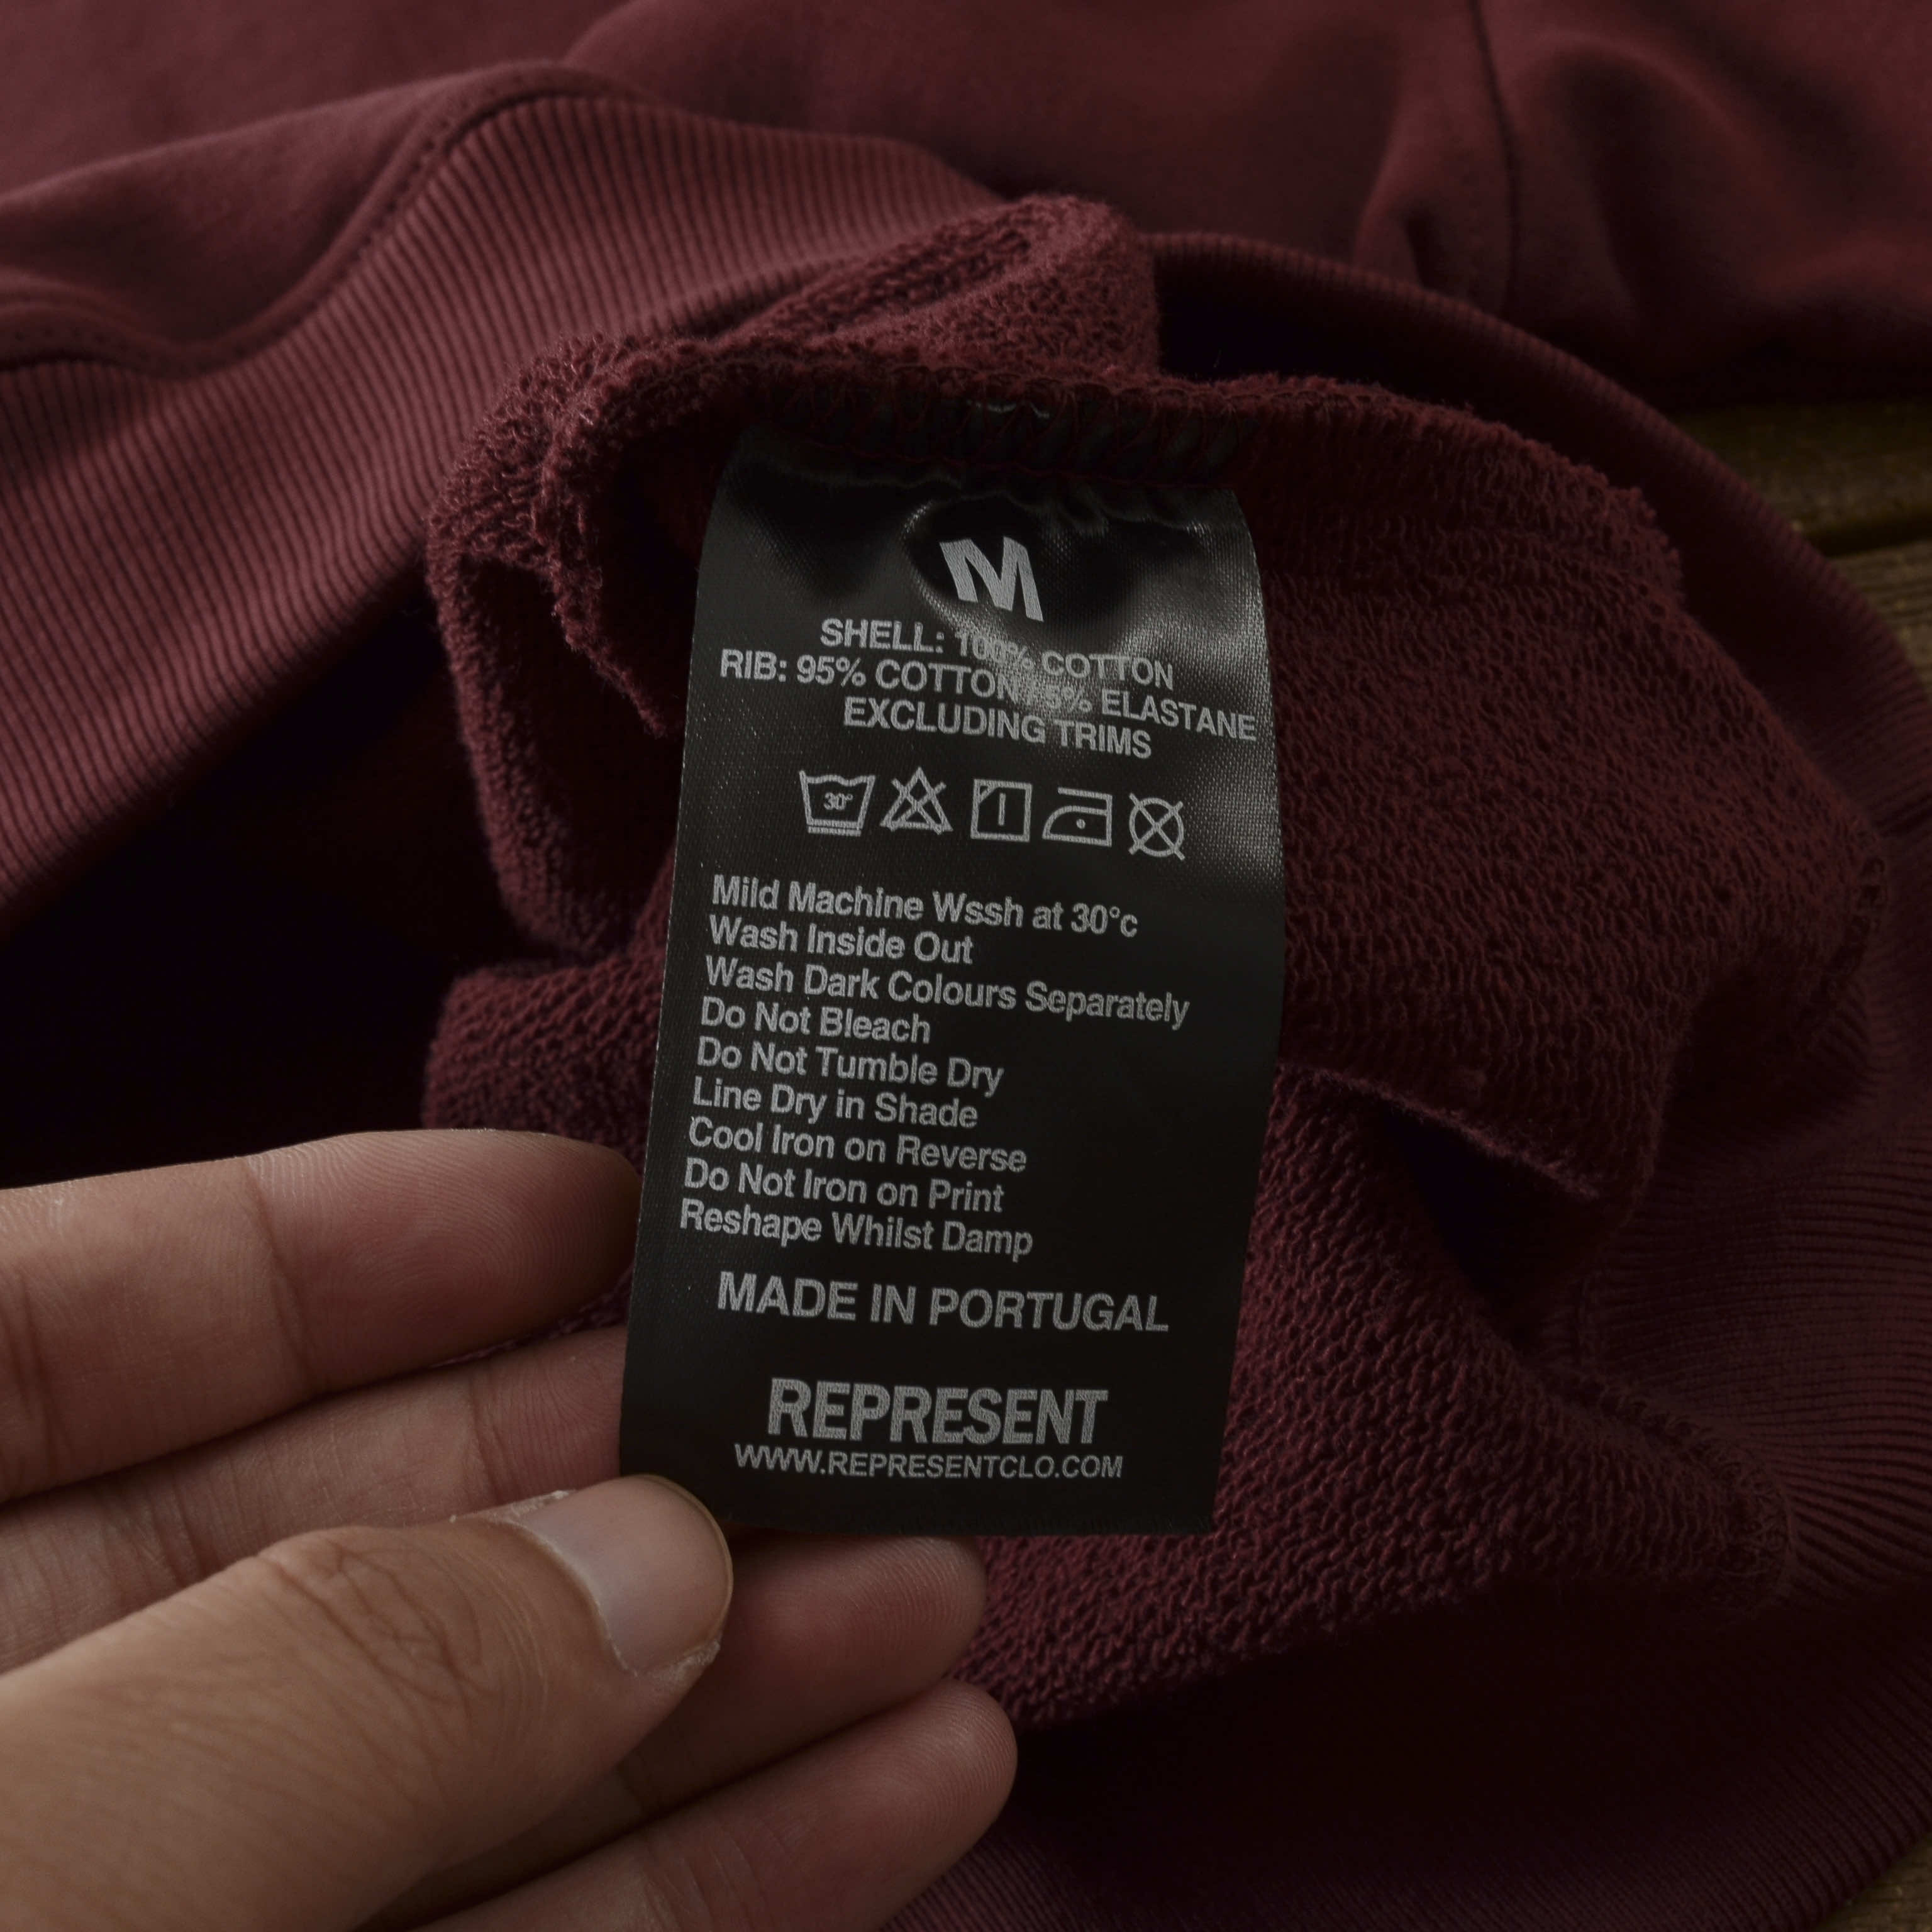 M
SHELL: 100% COTTON
RIB: 95% COTTON 5% ELASTANE
EXCLUDING TRIMS
30°
Mild Machine Wssh at 30°c
Wash Inside Out
Wash Dark Colours Separately
Do Not Bleach
Do Not Tumble Dry
Line Dry in Shade
Cool Iron on Reverse
Do Not Iron on Print
Reshape Whilst Damp
MADE IN PORTUGAL
REPRESENT
WWW.REPRESENTCLO.COM